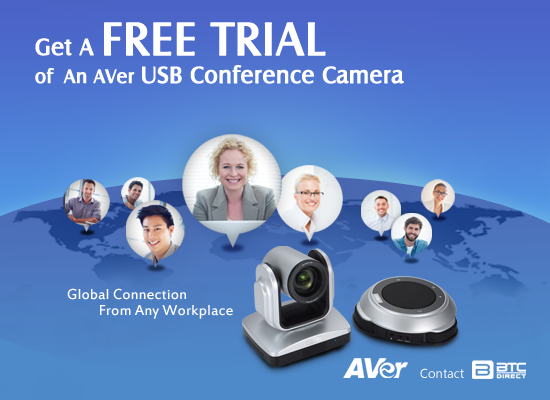 Get A FREE TRIAL
of An AVer USB Conference Camera
Global Connection
From Any Workplace
AVer Contact BTC DIRECT